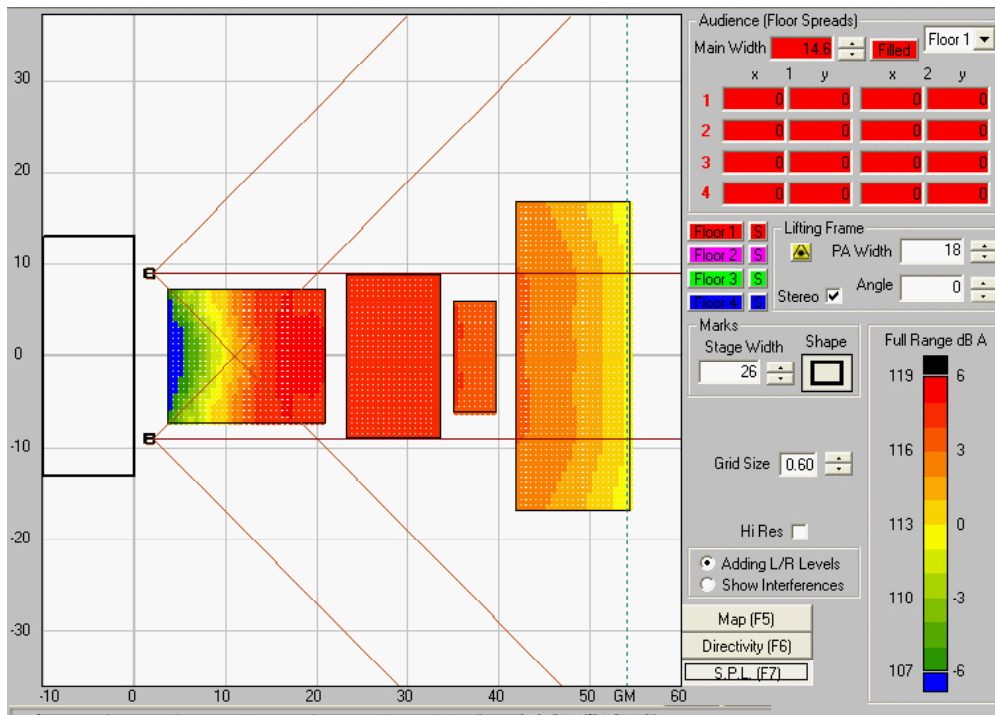 Audience (Floor Spreads)
Main Width 14.6 Filled Floor 1
x 1 y x 2 y
1 0 0 0 0
2 0 0 0 0
3 0 0 0 0
4 0 0 0 0
Floor 1 S
Floor 2 S
Floor 3 S
Floor 4 S
Lifting Frame
PA Width 18
Angle 0
Stereo
Marks
Stage Width Shape
26
Grid Size 0.60
Hi Res
Adding L/R Levels
Show Interferences
Map (F5)
Directivity (F6)
S.P.L. (F7)
Full Range dB A
119 6
116 3
113 0
110 -3
107 -6
30
20
10
0
-10
-20
-30
-10 0 10 20 30 40 50 GM 60